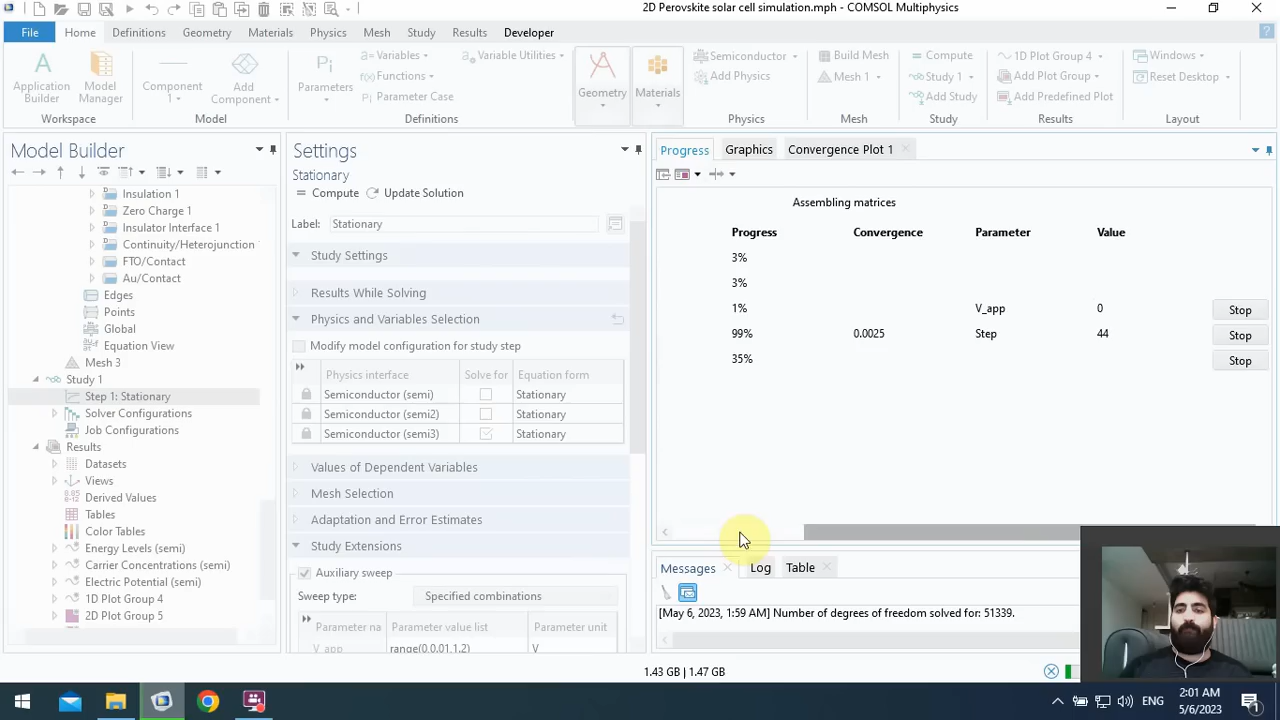 2D Perovskite solar cell simulation.mph - COMSOL Multiphysics
File Home Definitions Geometry Materials Physics Mesh Study Results Developer
Application Builder
Model Manager
Workspace
Component 1
Add Component
Model
Pi
Parameters
Variables
Functions
Parameter Case
Variable Utilities
Definitions
Geometry
Materials
Semiconductor
Add Physics
Physics
Build Mesh
Mesh 1
Mesh
Compute
Study 1
Add Study
Study
1D Plot Group 4
Add Plot Group
Add Predefined Plot
Results
Windows
Reset Desktop
Layout
Model Builder
Insulation 1
Zero Charge 1
Insulator Interface 1
Continuity/Heterojunction
FTO/Contact
Au/Contact
Edges
Points
Global
Equation View
Mesh 3
Study 1
Step 1: Stationary
Solver Configurations
Job Configurations
Results
Datasets
Views
Derived Values
Tables
Color Tables
Energy Levels (semi)
Carrier Concentrations (semi)
Electric Potential (semi)
1D Plot Group 4
2D Plot Group 5
Settings
Stationary
= Compute Update Solution
Label: Stationary
Study Settings
Results While Solving
Physics and Variables Selection
Modify model configuration for study step
Physics interface Solve for Equation form
Semiconductor (semi) Stationary
Semiconductor (semi2) Stationary
Semiconductor (semi3) Stationary
Values of Dependent Variables
Mesh Selection
Adaptation and Error Estimates
Study Extensions
Auxiliary sweep
Sweep type: Specified combinations
Parameter na Parameter value list Parameter unit
V_app range(0,0.01,1.2) V
Progress Graphics Convergence Plot 1
Assembling matrices
Progress Convergence Parameter Value
3%
3%
1% V_app 0 Stop
99% 0.0025 Step 44 Stop
35% Stop
Messages Log Table
[May 6, 2023, 1:59 AM] Number of degrees of freedom solved for: 51339.
1.43 GB | 1.47 GB
ENG
2:01 AM
5/6/2023
1